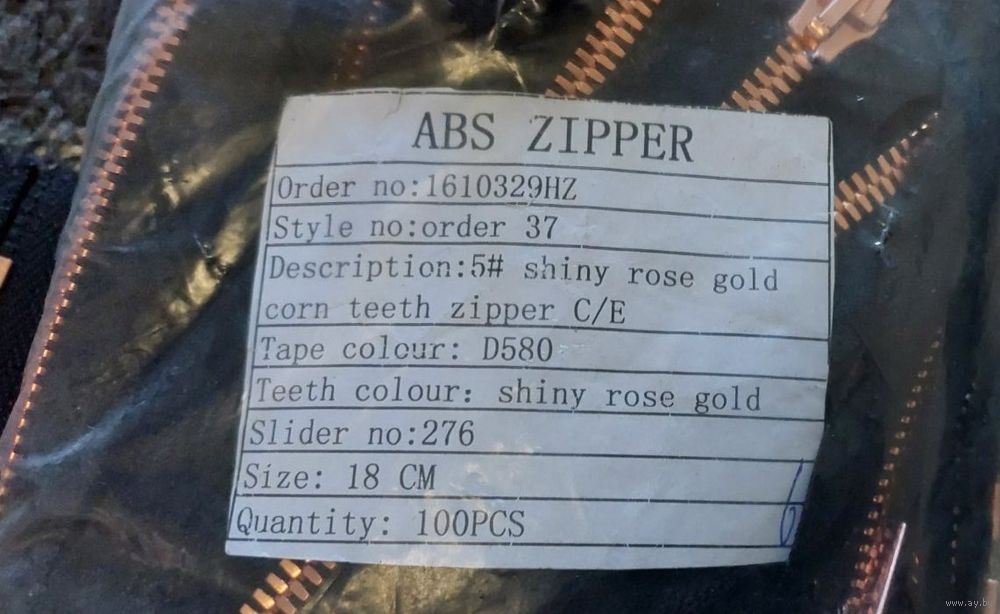 ABS ZIPPER
Order no:1610329HZ
Style no:order 37
Description:5# shiny rose gold
corn teeth zipper C/E
Tape colour: D580
Teeth colour: shiny rose gold
Slider no:276
Size: 18 CM
Quantity: 100PCS
6
www.ay.by